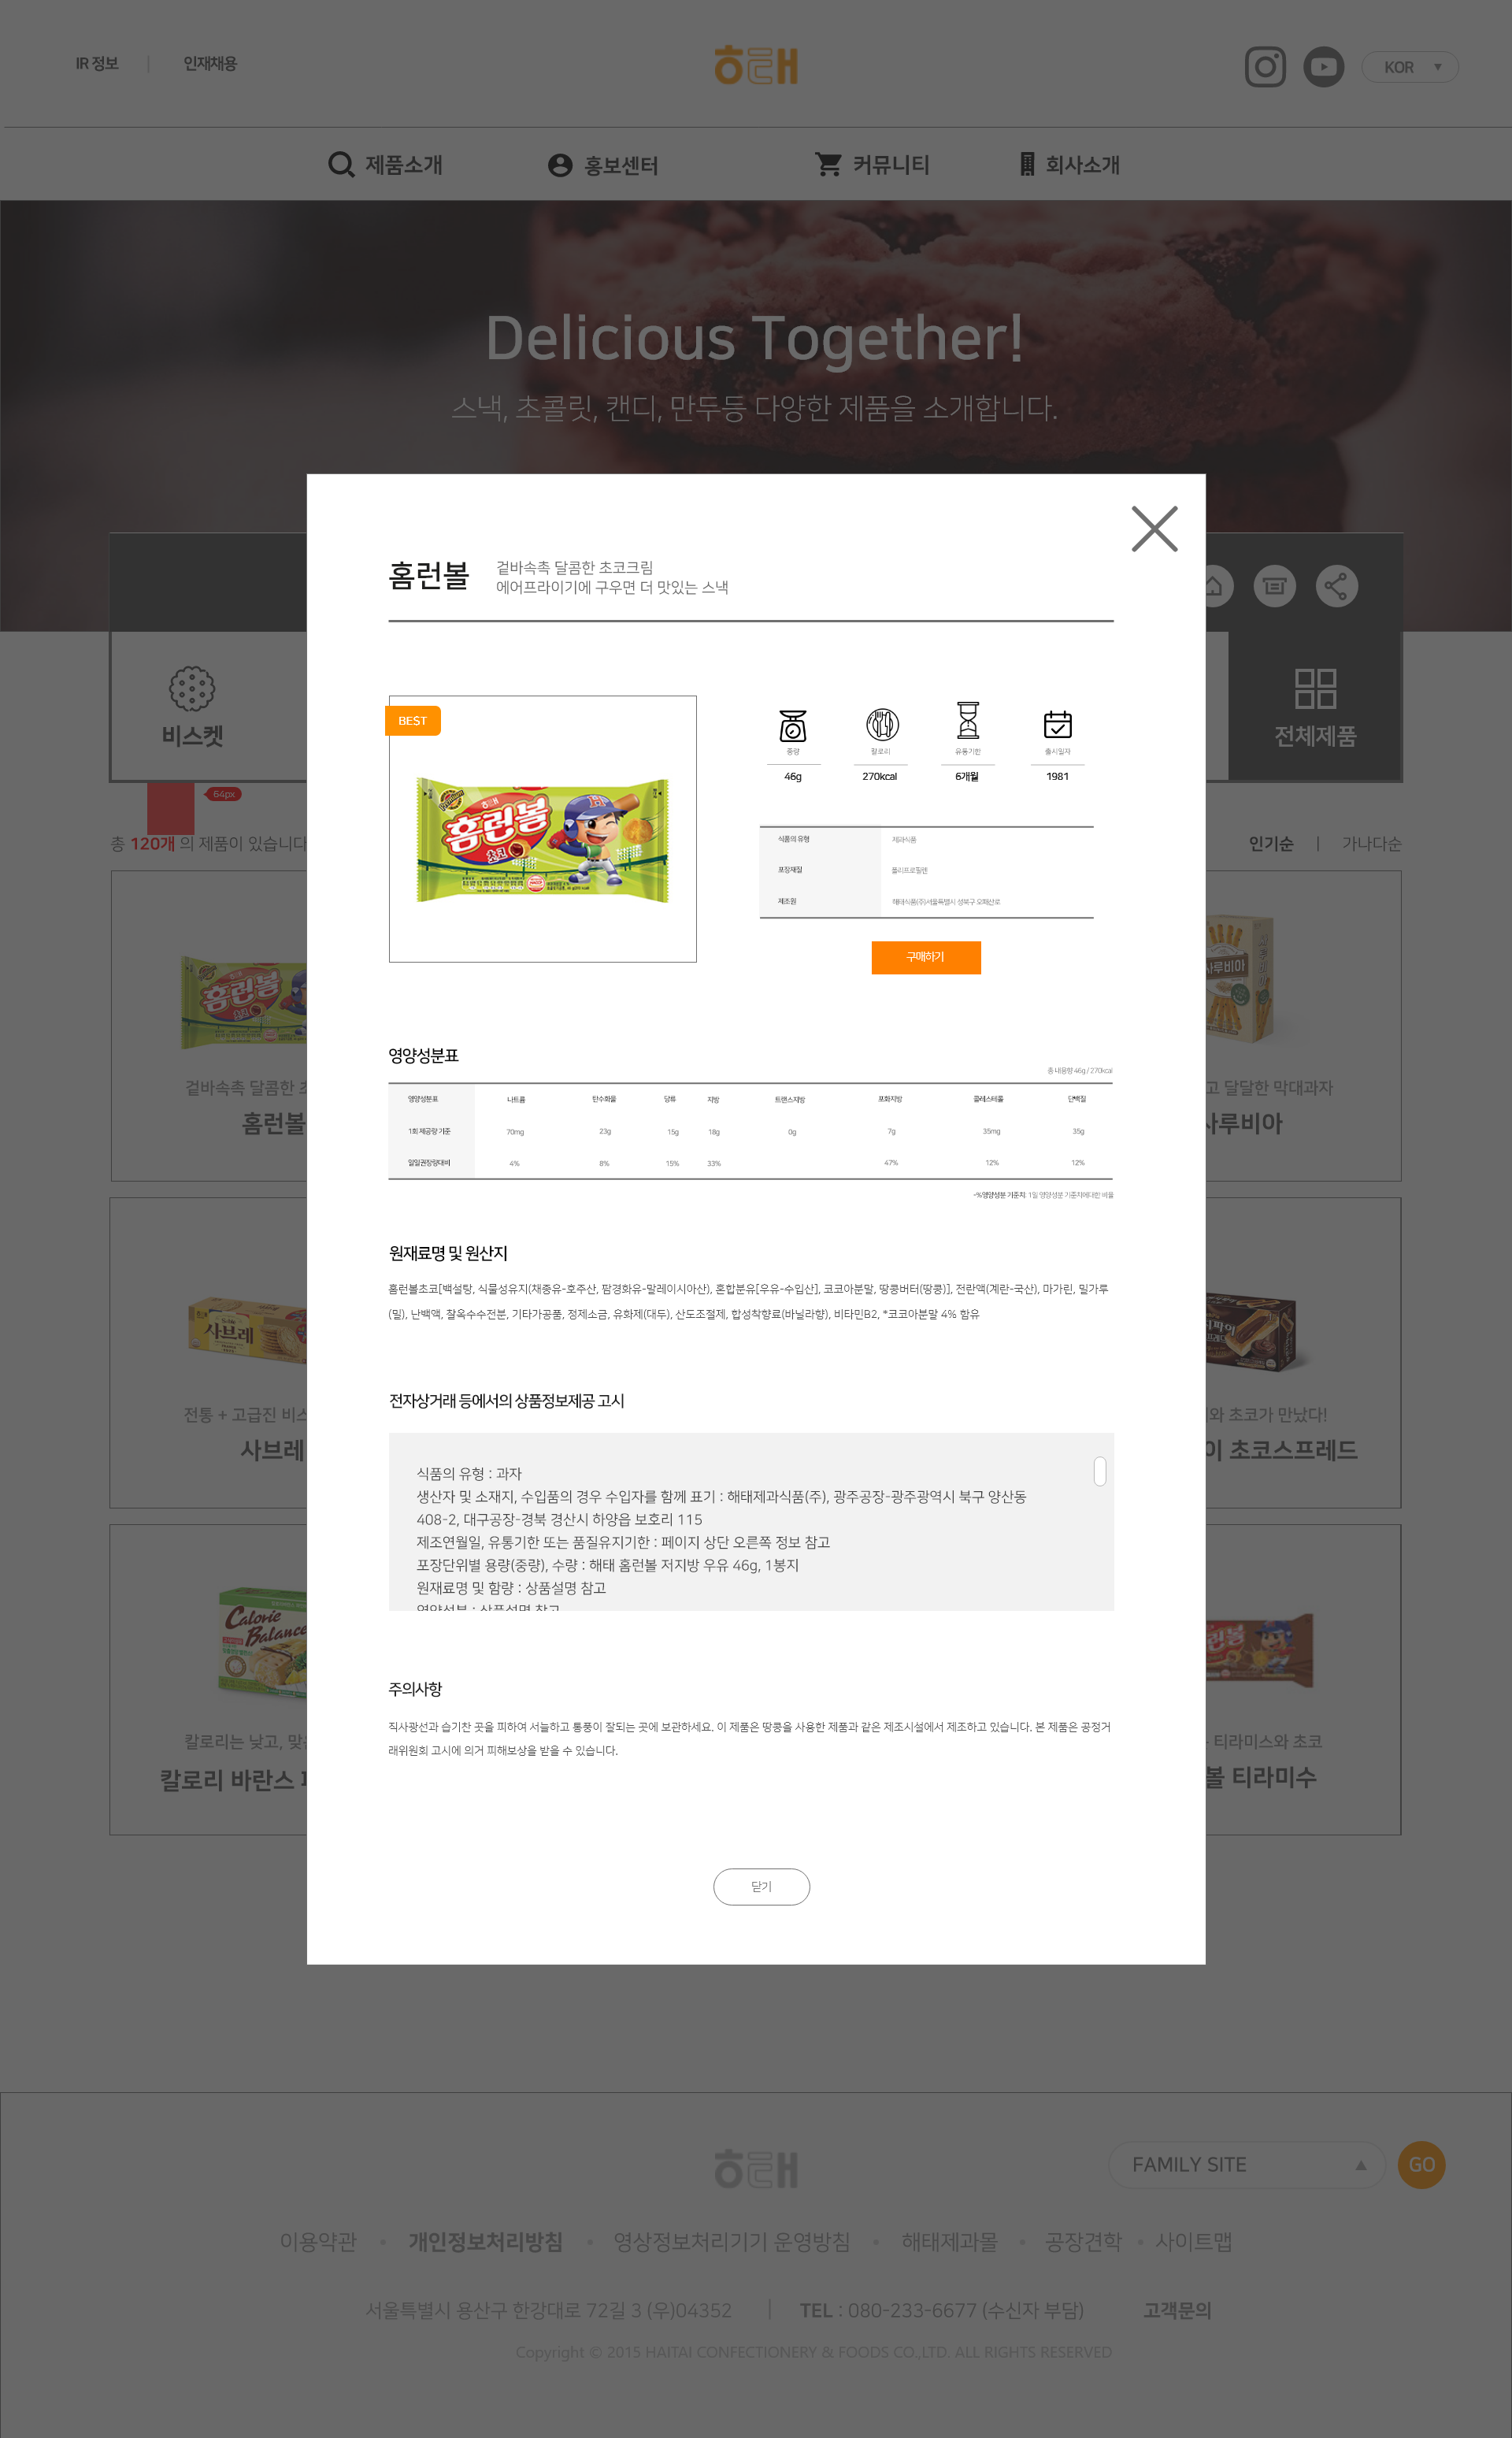 IR 정보 | 인재채용
해태
KOR ▼
제품소개 홍보센터 커뮤니티 회사소개
Delicious Together!
스낵, 초콜릿, 캔디, 만두등 다양한 제품을 소개합니다.
홈런볼
겉바속촉 달콤한 초코크림
에어프라이기에 구우면 더 맛있는 스낵
비스켓
전체제품
64px
총 120개 의 제품이 있습니다
인기순 | 가나다순
BEST
홈런볼
초코
중량 칼로리 유통기한 출시일자
46g 270kcal 6개월 1981
식품의 유형 제과식품
포장재질 폴리프로필렌
제조원 해태식품(주)서울특별시 성북구 오패산로
구매하기
겉바속촉 달콤한 초
홈런볼
고 달달한 막대과자
사루비아
영양성분표
총 내용량 46g / 270kcal
영양성분표 나트륨 탄수화물 당류 지방 트랜스지방 포화지방 콜레스테롤 단백질
1회 제공량 기준 70mg 23g 15g 18g 0g 7g 35mg 35g
일일권장량대비 4% 8% 15% 33% 47% 12% 12%
-%영양성분 기준치: 1일 영양성분 기준치에대한 비율
원재료명 및 원산지
홈런볼초코[백설탕, 식물성유지(채종유-호주산, 팜경화유-말레이시아산), 혼합분유[우유-수입산], 코코아분말, 땅콩버터(땅콩)], 전란액(계란-국산), 마가린, 밀가루
(밀), 난백액, 찰옥수수전분, 기타가공품, 정제소금, 유화제(대두), 산도조절제, 합성착향료(바닐라향), 비타민B2, *코코아분말 4% 함유
사브레
전통 + 고급진 비스
사브레
와 초코가 만났다!
이 초코스프레드
전자상거래 등에서의 상품정보제공 고시
식품의 유형 : 과자
생산자 및 소재지, 수입품의 경우 수입자를 함께 표기 : 해태제과식품(주), 광주공장-광주광역시 북구 양산동
408-2, 대구공장-경북 경산시 하양읍 보호리 115
제조연월일, 유통기한 또는 품질유지기한 : 페이지 상단 오른쪽 정보 참고
포장단위별 용량(중량), 수량 : 해태 홈런볼 저지방 우유 46g, 1봉지
원재료명 및 함량 : 상품설명 참고
영양성분 : 상품설명 참고
Calorie
Balance
칼로리는 낮고, 맞
칼로리 바란스
티라미스와 초코
볼 티라미수
주의사항
직사광선과 습기찬 곳을 피하여 서늘하고 통풍이 잘되는 곳에 보관하세요. 이 제품은 땅콩을 사용한 제품과 같은 제조시설에서 제조하고 있습니다. 본 제품은 공정거
래위원회 고시에 의거 피해보상을 받을 수 있습니다.
닫기
해태
FAMILY SITE ▲ GO
이용약관 • 개인정보처리방침 • 영상정보처리기기 운영방침 • 해태제과몰 • 공장견학 • 사이트맵
서울특별시 용산구 한강대로 72길 3 (우)04352 | TEL : 080-233-6677 (수신자 부담) 고객문의
Copyright © 2015 HAITAI CONFECTIONERY & FOODS CO.,LTD. ALL RIGHTS RESERVED